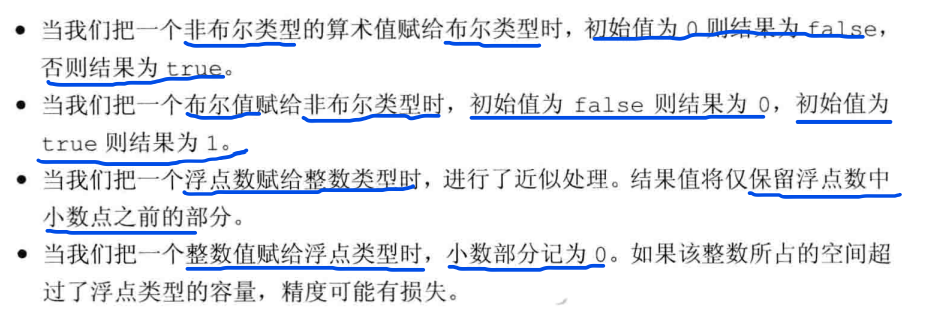 • 当我们把一个非布尔类型的算术值赋给布尔类型时，初始值为 0 则结果为 false，
否则结果为 true。
• 当我们把一个布尔值赋给非布尔类型时，初始值为 false 则结果为 0，初始值为
true 则结果为 1。
• 当我们把一个浮点数赋给整数类型时，进行了近似处理。结果值将仅保留浮点数中
小数点之前的部分。
• 当我们把一个整数值赋给浮点类型时，小数部分记为 0。如果该整数所占的空间超
过了浮点类型的容量，精度可能有损失。